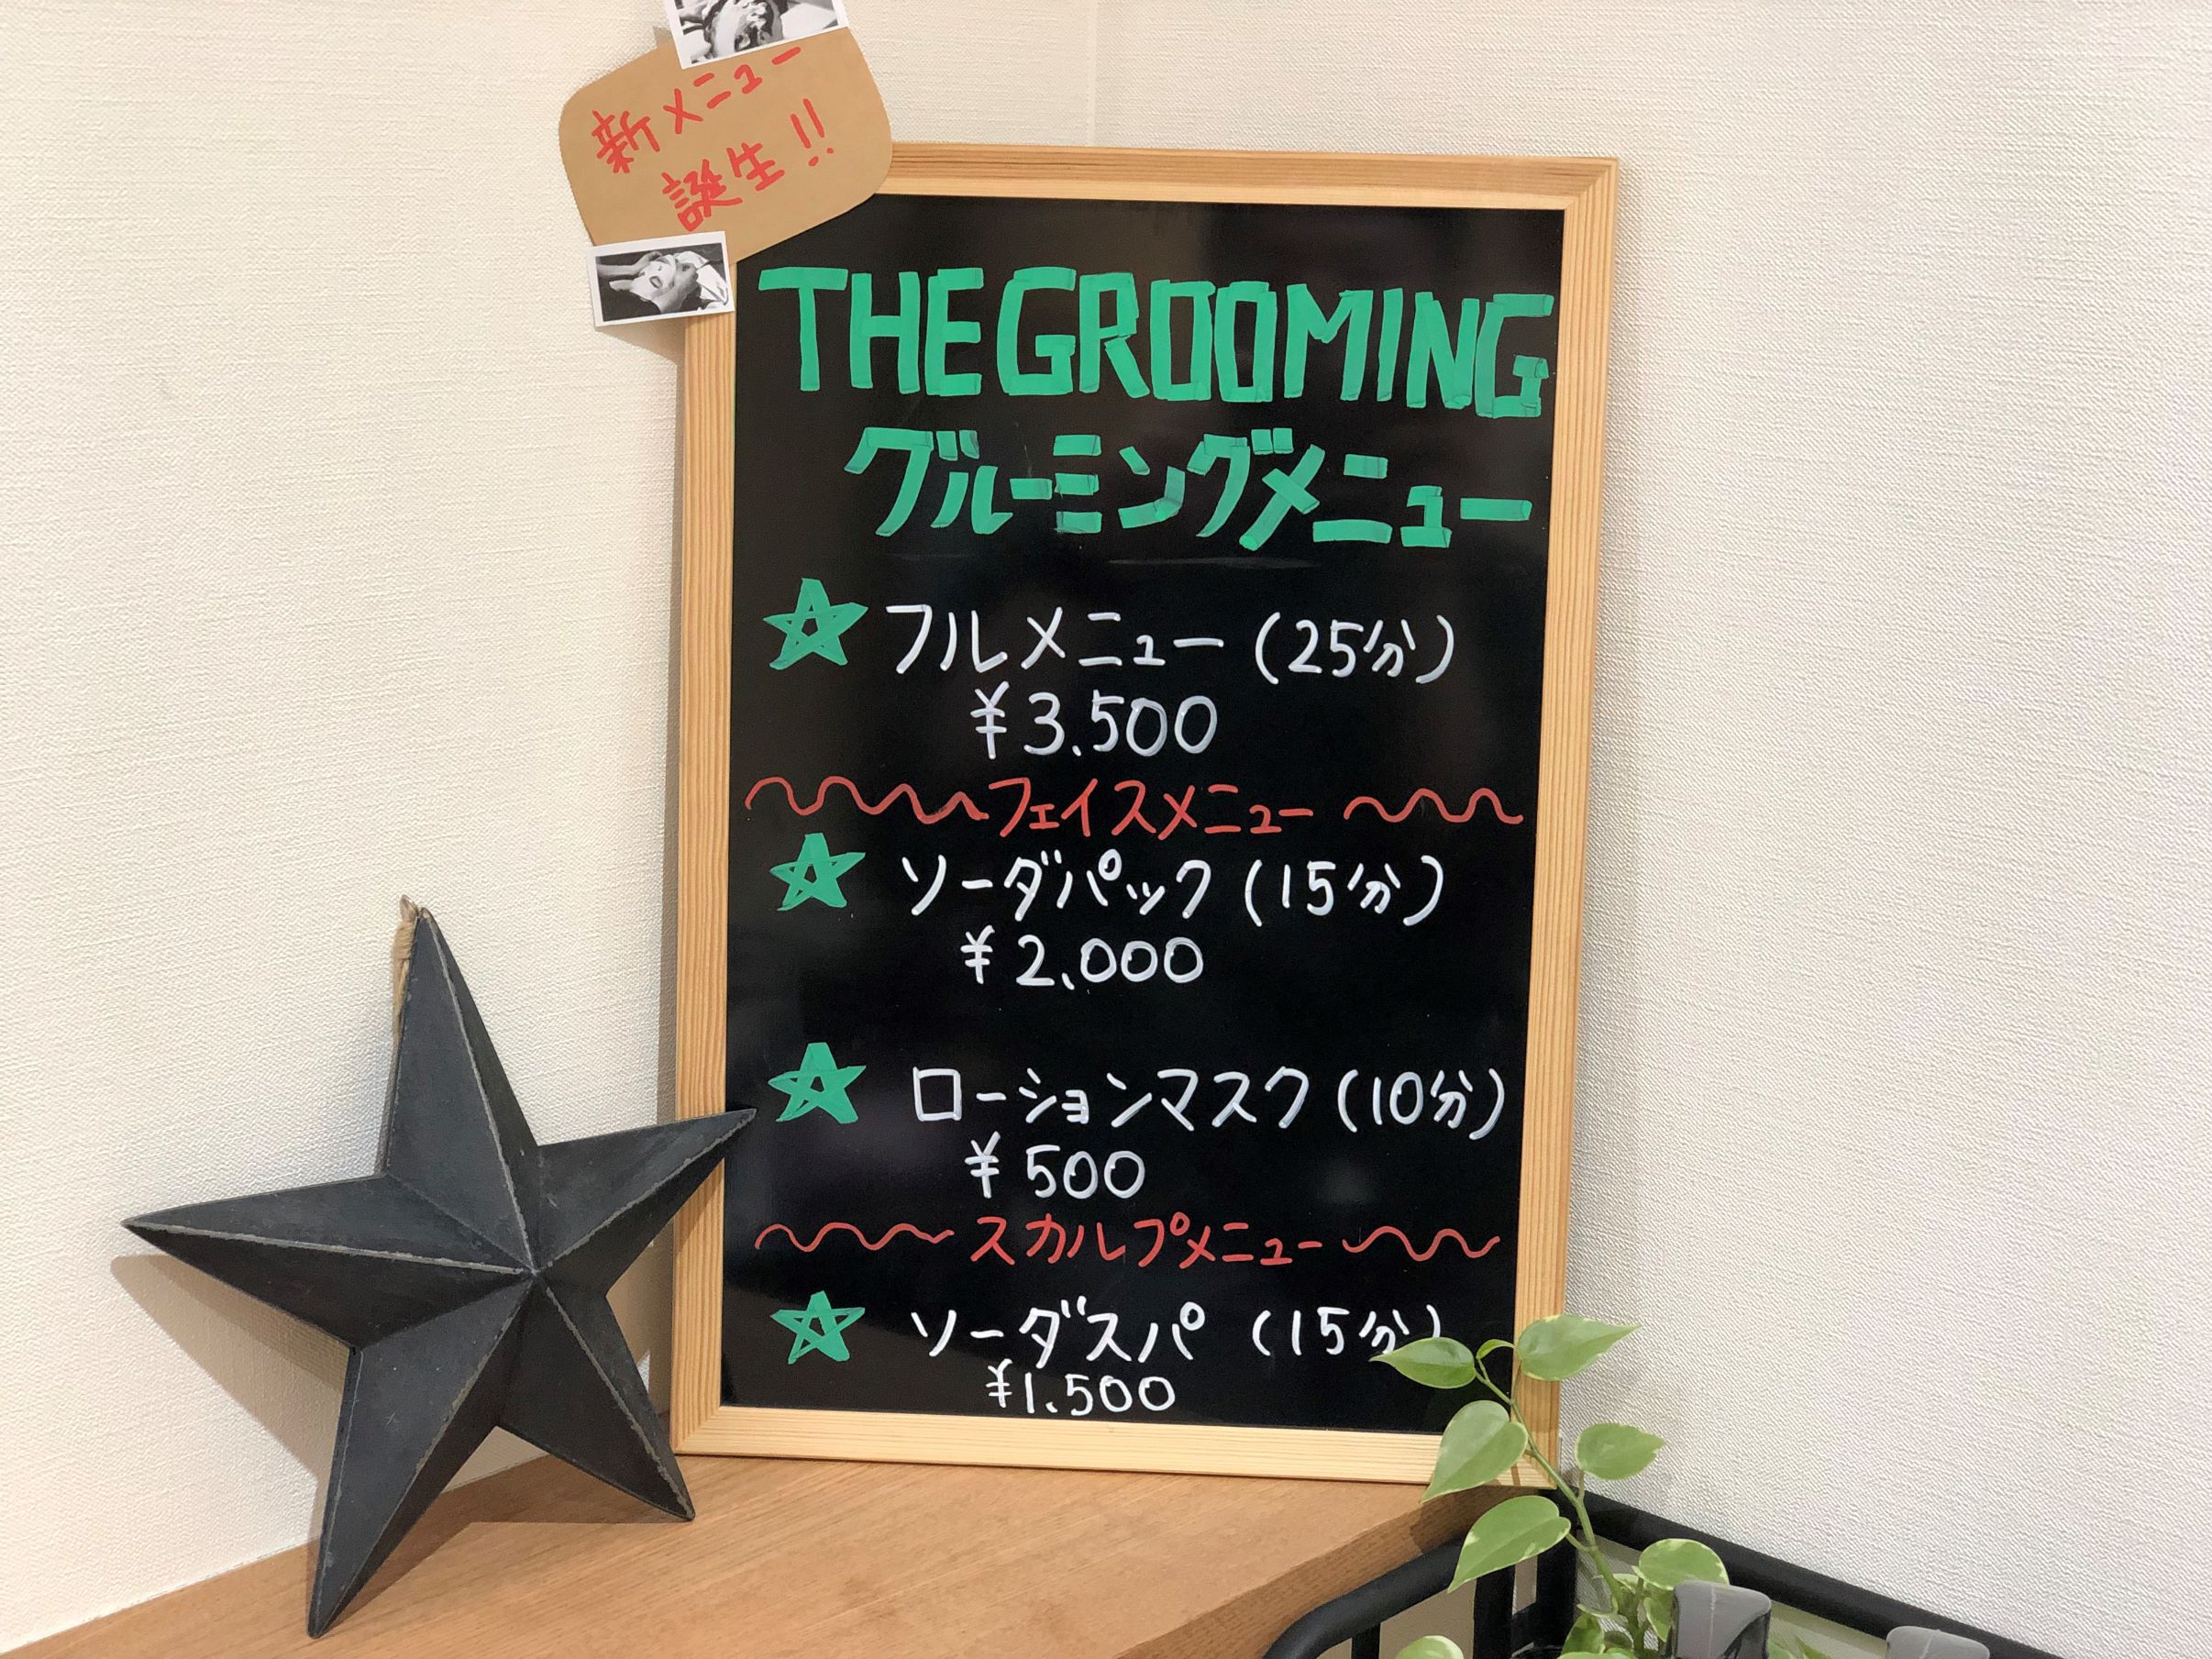 新メニュー
誕生!!
THE GROOMING
グルーミングメニュー
フルメニュー (25分)
¥3.500
フェイスメニュー
ソーダパック (15分)
¥2.000
ローションマスク (10分)
¥500
スカルプメニュー
ソーダスパ (15分)
¥1.500